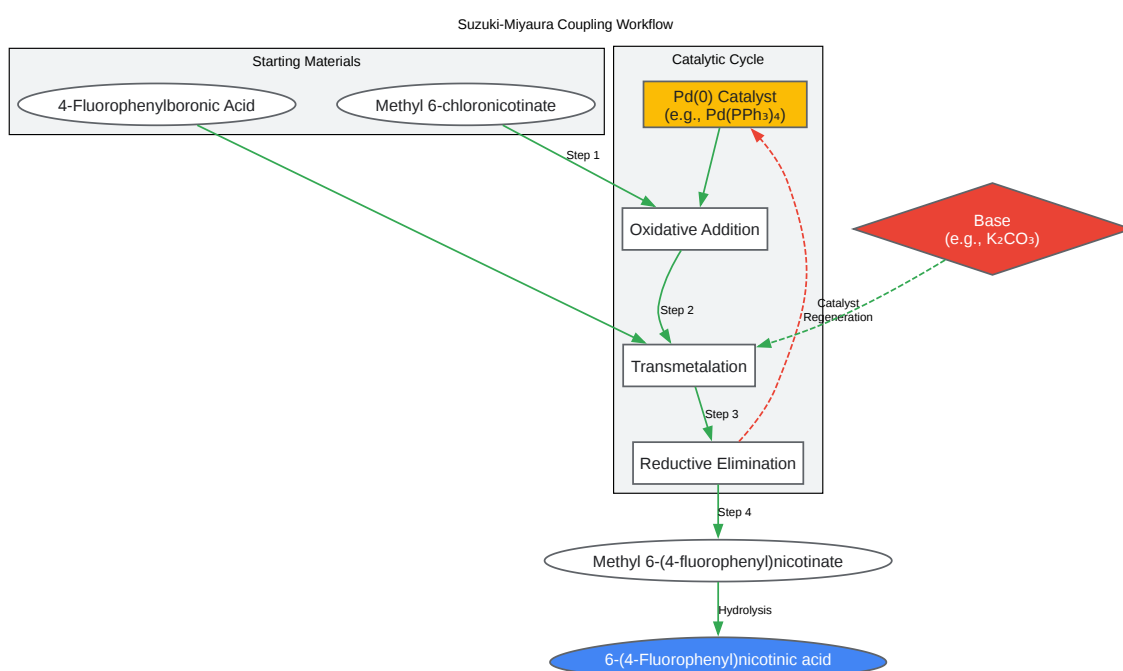 Suzuki-Miyaura Coupling Workflow
Starting Materials
Catalytic Cycle
4-Fluorophenylboronic Acid
Methyl 6-chloronicotinate
Pd(0) Catalyst
(e.g., Pd(PPh₃)₄)
Step 1
Oxidative Addition
Base
(e.g., K₂CO₃)
Step 2
Catalyst
Regeneration
Transmetalation
Step 3
Reductive Elimination
Step 4
Methyl 6-(4-fluorophenyl)nicotinate
Hydrolysis
6-(4-Fluorophenyl)nicotinic acid